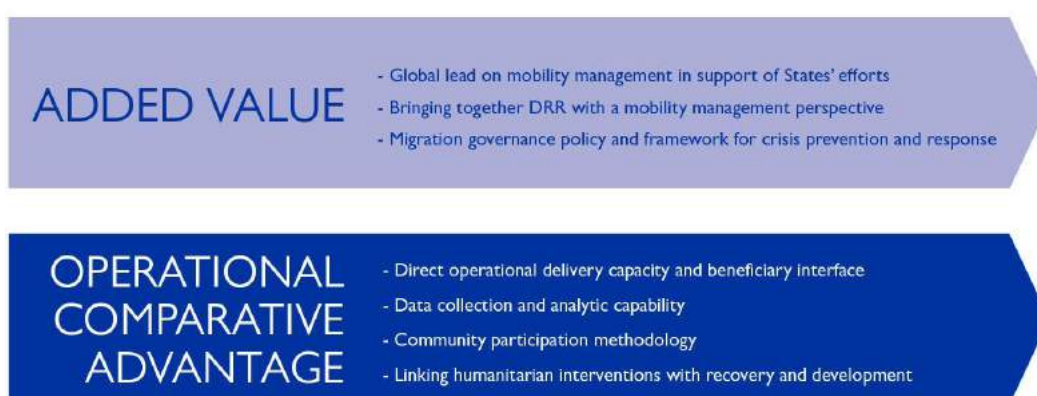 ADDED VALUE
- Global lead on mobility management in support of States' efforts
- Bringing together DRR with a mobility management perspective
- Migration governance policy and framework for crisis prevention and response
OPERATIONAL
COMPARATIVE
ADVANTAGE
- Direct operational delivery capacity and beneficiary interface
- Data collection and analytic capability
- Community participation methodology
- Linking humanitarian interventions with recovery and development